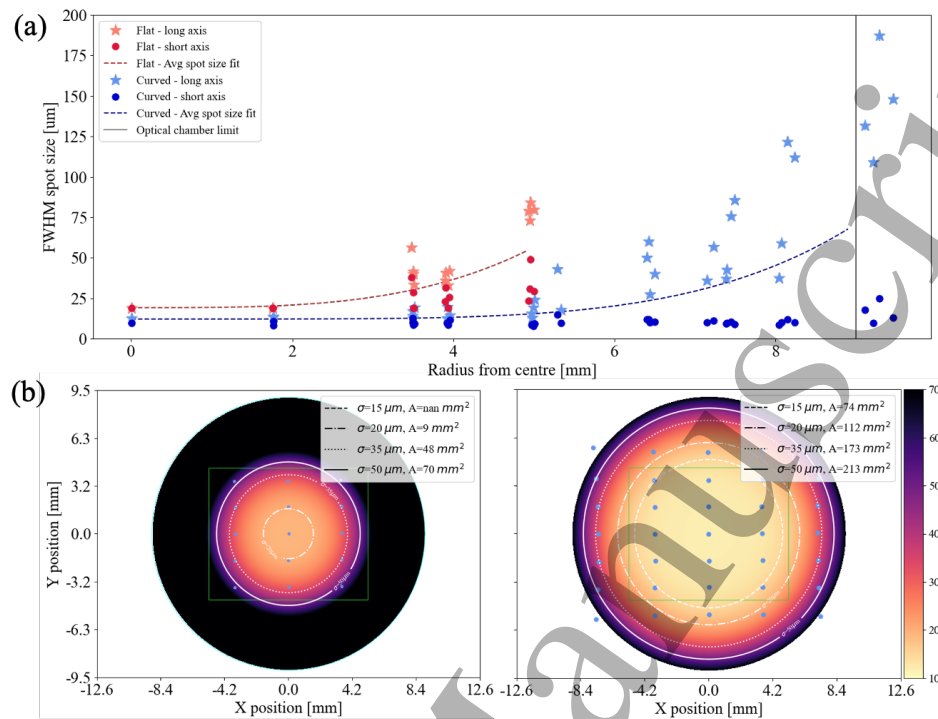 (a)
200
175
150
125
100
75
50
25
0
FWHM spot size [um]
Flat - long axis
Flat - short axis
Flat - Avg spot size fit
Curved - long axis
Curved - short axis
Curved - Avg spot size fit
Optical chamber limit
0 2 4 6 8
Radius from centre [mm]
(b)
9.5
6.3
3.2
0.0
-3.2
-6.3
-9.5
Y position [mm]
σ=15 μm, A=nan mm²
σ=20 μm, A=9 mm²
σ=35 μm, A=48 mm²
σ=50 μm, A=70 mm²
-12.6 -8.4 -4.2 0.0 4.2 8.4 12.6
X position [mm]
σ=15 μm, A=74 mm²
σ=20 μm, A=112 mm²
σ=35 μm, A=173 mm²
σ=50 μm, A=213 mm²
σ=50μm
-12.6 -8.4 -4.2 0.0 4.2 8.4 12.6
X position [mm]
70
60
50
40
30
20
10